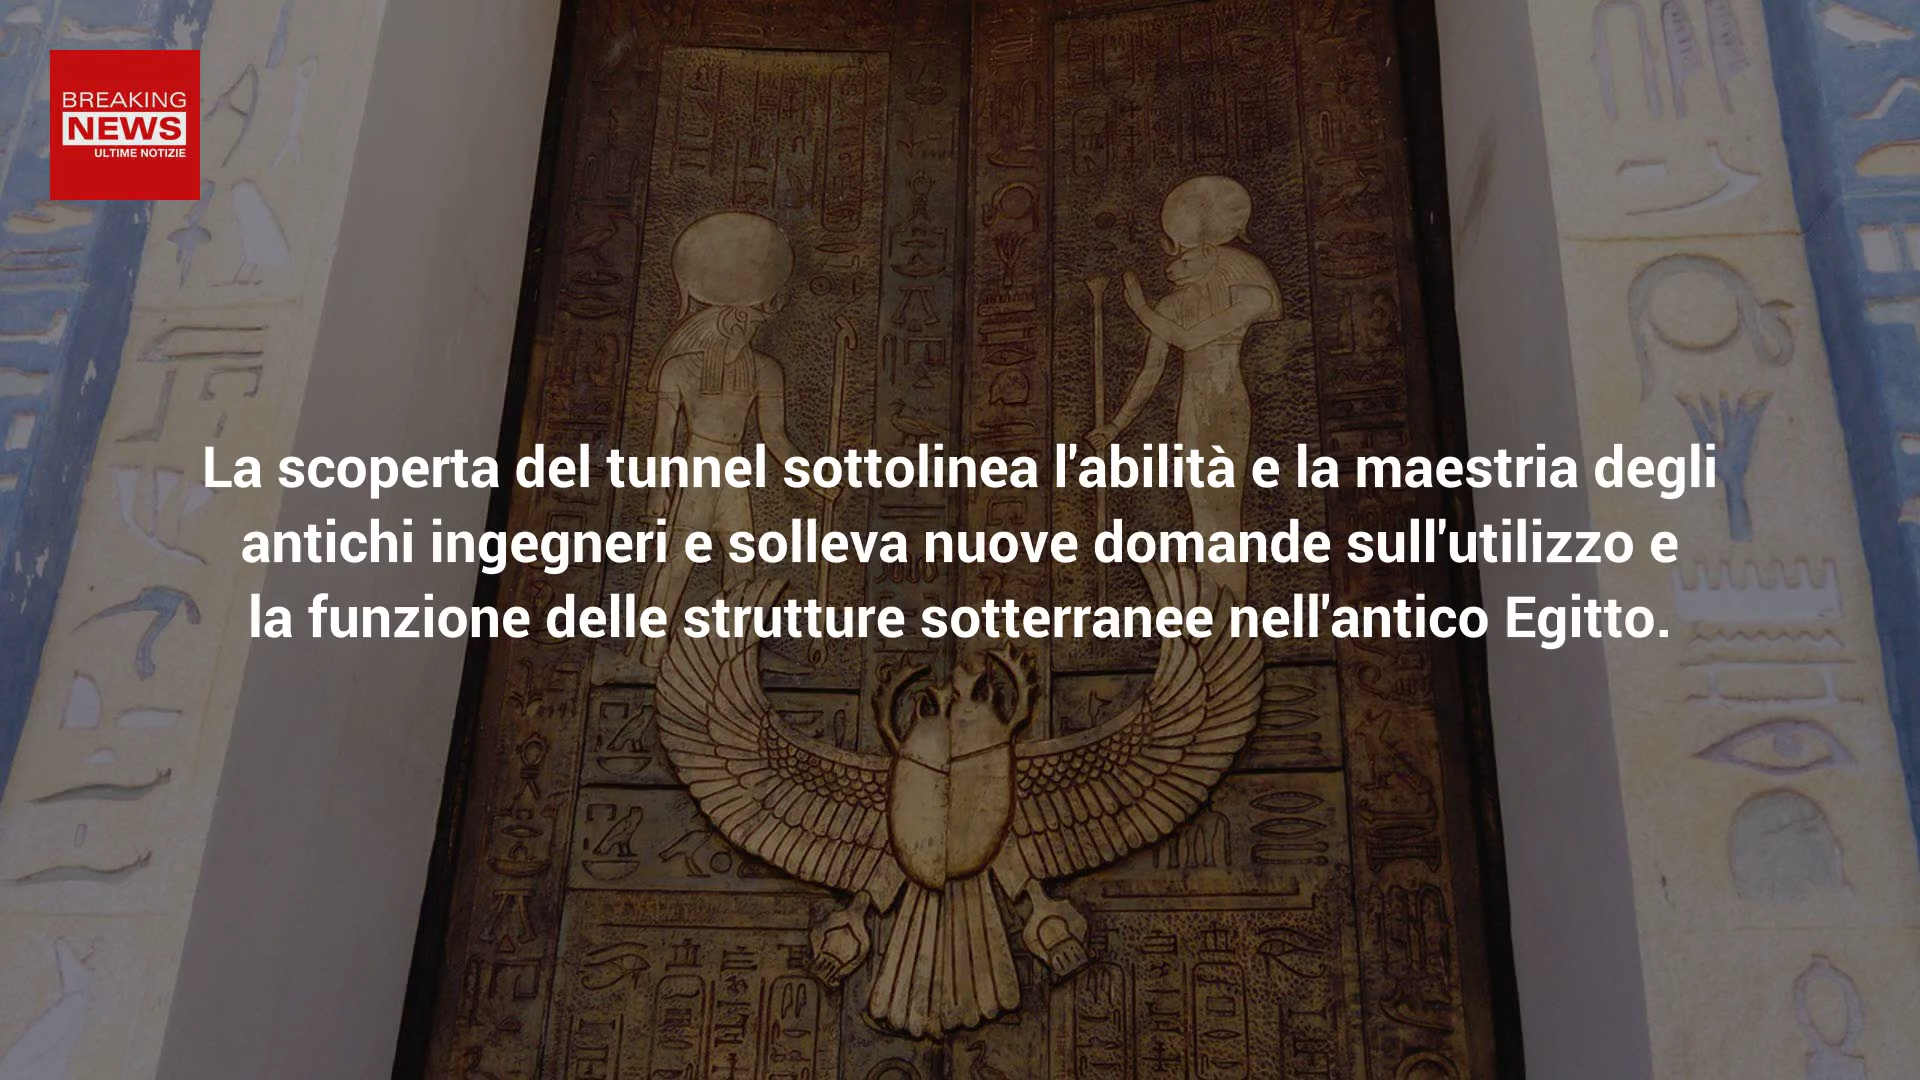 BREAKING
NEWS
ULTIME NOTIZIE
La scoperta del tunnel sottolinea l'abilità e la maestria degli
antichi ingegneri e solleva nuove domande sull'utilizzo e
la funzione delle strutture sotterranee nell'antico Egitto.